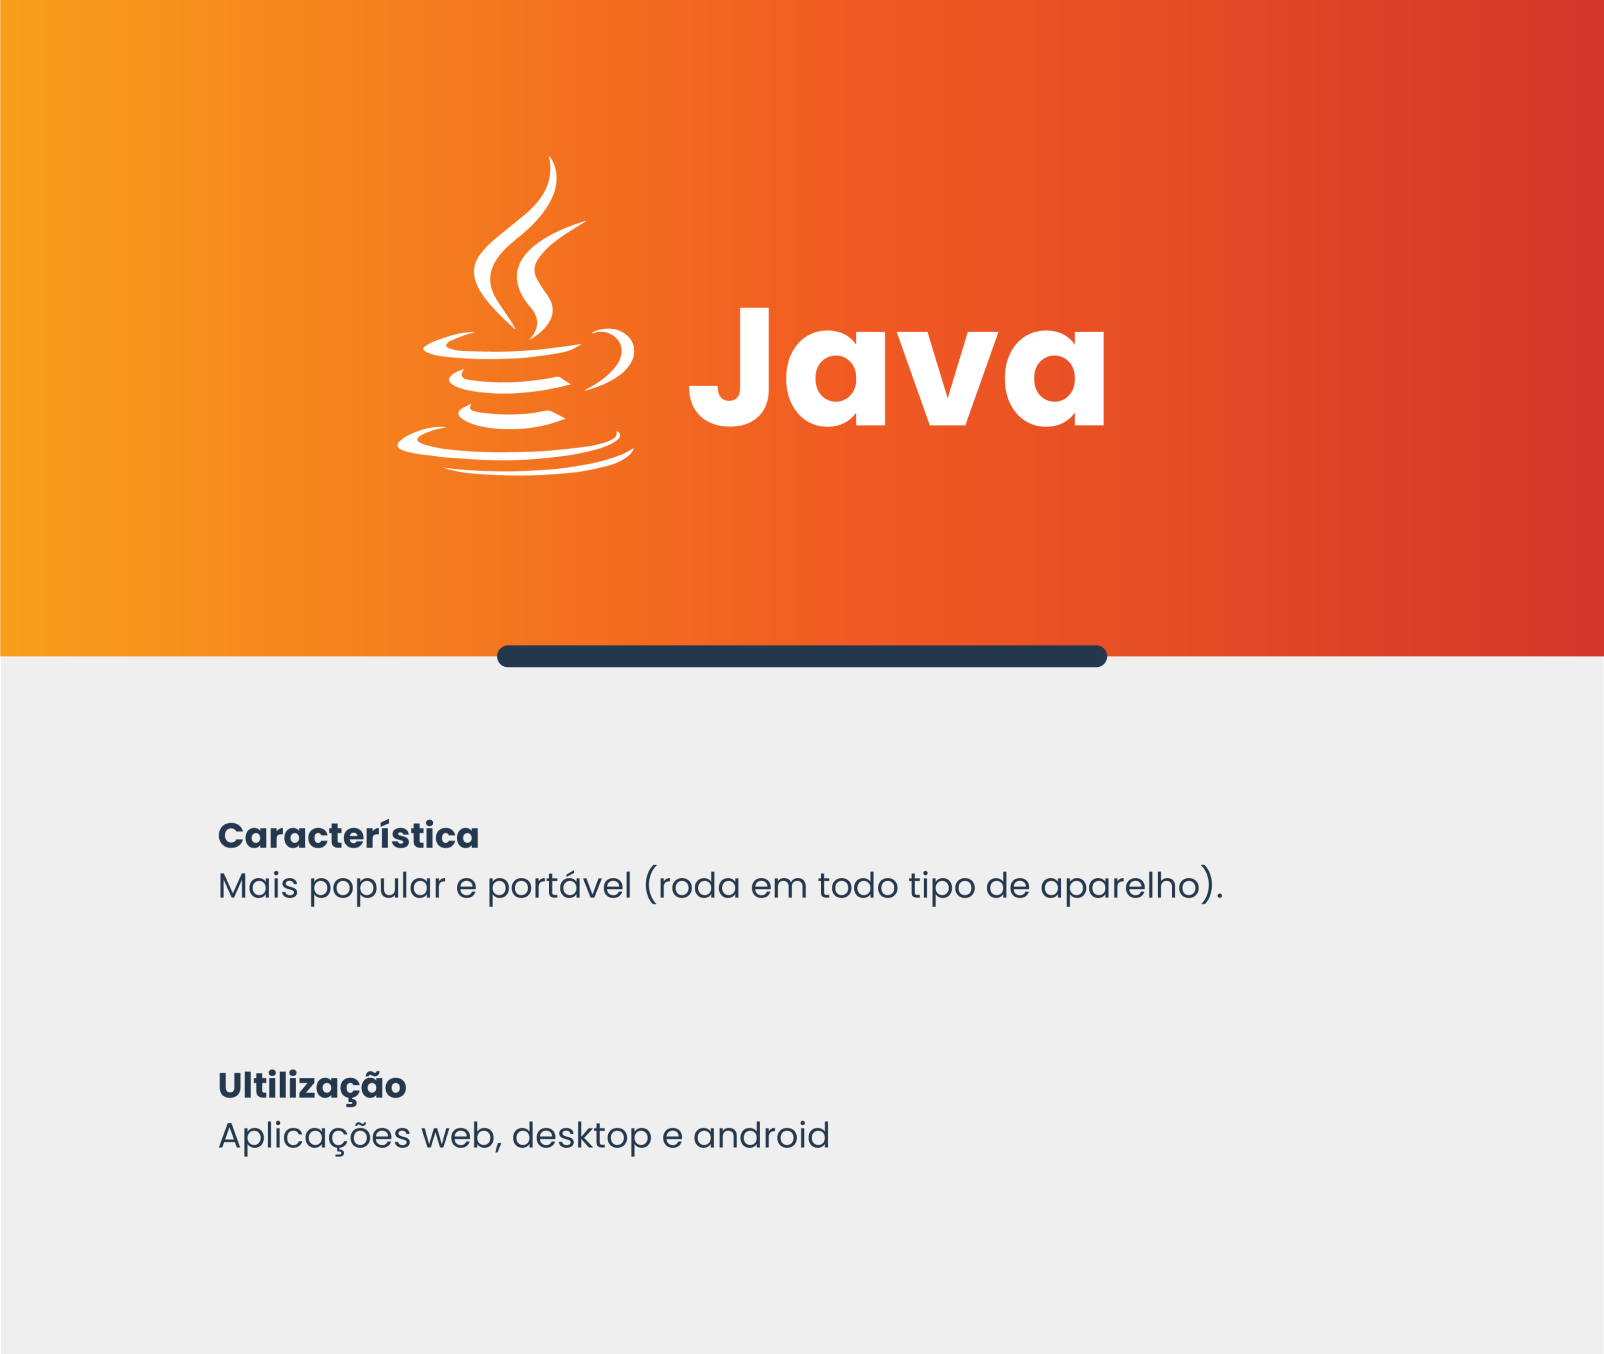 Java
Característica
Mais popular e portável (roda em todo tipo de aparelho).
Ultilização
Aplicações web, desktop e android